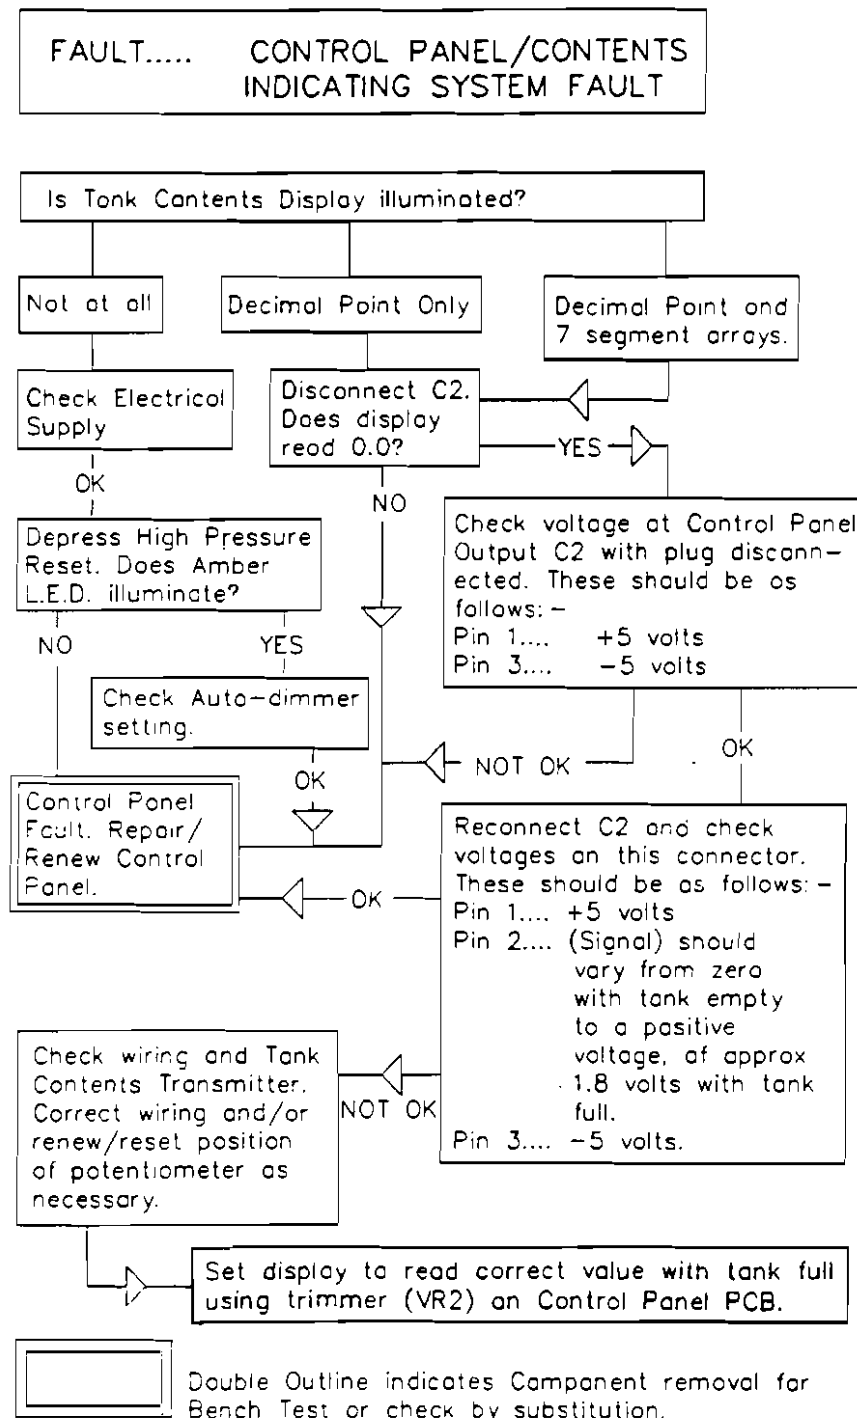 FAULT..... CONTROL PANEL/CONTENTS
INDICATING SYSTEM FAULT
Is Tank Contents Display illuminated?
Not at all
Decimal Point Only
Decimal Point and
7 segment arrays.
Check Electrical
Supply
Disconnect C2.
Does display
read 0.0?
YES
OK
NO
Depress High Pressure
Reset. Does Amber
L.E.D. illuminate?
Check voltage at Control Panel
Output C2 with plug disconn-
ected. These should be as
follows:-
Pin 1.... +5 volts
Pin 3.... -5 volts
NO
YES
Check Auto-dimmer
setting.
OK
NOT OK
OK
Control Panel
Fault. Repair/
Renew Control
Panel.
Reconnect C2 and check
voltages on this connector.
These should be as follows:-
Pin 1.... +5 volts
Pin 2.... (Signal) should
vary from zero
with tank empty
to a positive
voltage, of approx
1.8 volts with tank
full.
Pin 3.... -5 volts.
OK
NOT OK
Check wiring and Tank
Contents Transmitter.
Correct wiring and/or
renew/reset position
of potentiometer as
necessary.
Set display to read correct value with tank full
using trimmer (VR2) on Control Panel PCB.
Double Outline indicates Component removal for
Bench Test or check by substitution.